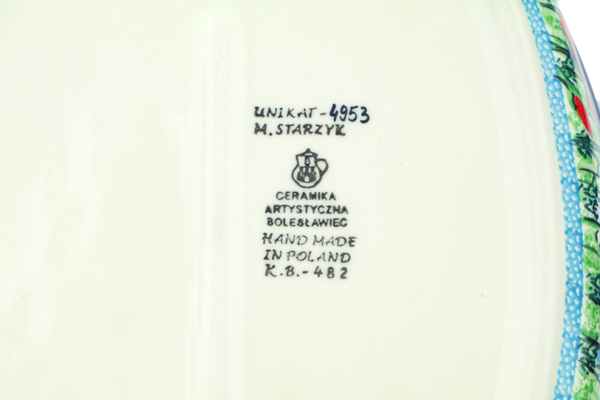 UNIKAT - 4953
M. STARZYK
CERAMIKA
ARTYSTYCZNA
BOLESŁAWIEC
HAND MADE
IN POLAND
K.B. - 482